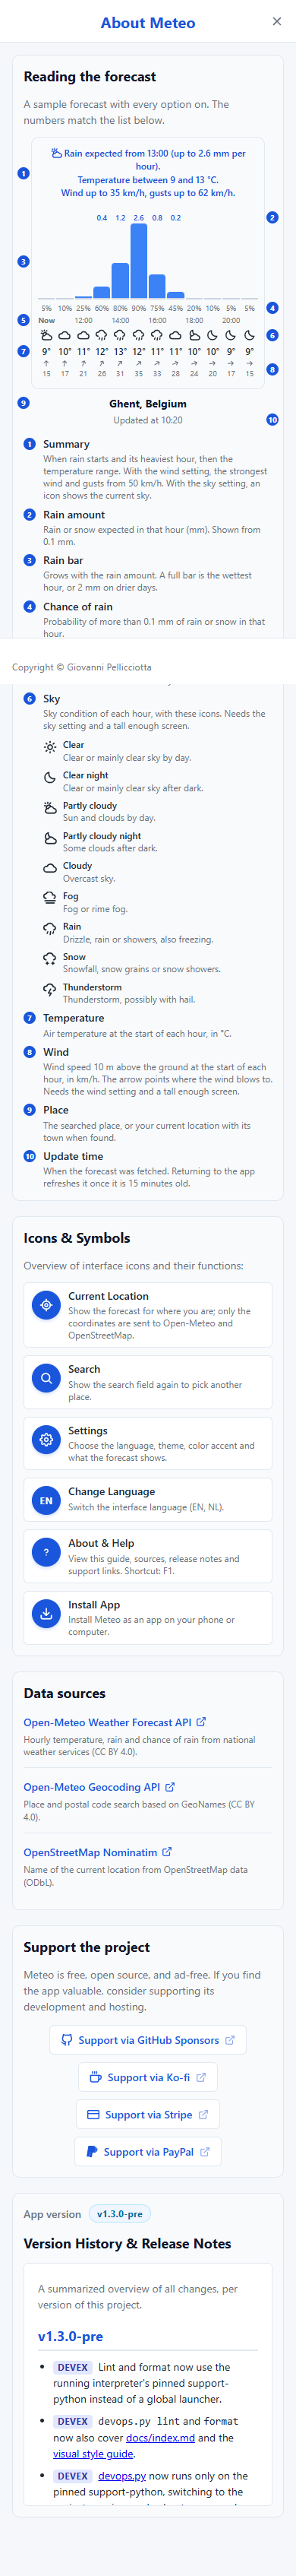 About Meteo
×
Reading the forecast
A sample forecast with every option on. The
numbers match the list below.
Rain expected from 13:00 (up to 2.6 mm per
hour).
Temperature between 9 and 13 °C.
Wind up to 35 km/h, gusts up to 62 km/h.
1
0.4 1.2 2.6 0.8 0.2
2
3
5% 10% 25% 60% 80% 90% 75% 45% 20% 10% 5% 5%
4
5
Now 12:00 14:00 16:00 18:00 20:00
6
7
9° 10° 11° 12° 13° 12° 11° 11° 10° 10° 9° 9°
15 17 21 26 31 35 33 28 24 20 17 15
8
9
Ghent, Belgium
Updated at 10:20
10
1 Summary
When rain starts and its heaviest hour, then the
temperature range. With the wind setting, the strongest
wind and gusts from 50 km/h. With the sky setting, an
icon shows the current sky.
2 Rain amount
Rain or snow expected in that hour (mm). Shown from
0.1 mm.
3 Rain bar
Grows with the rain amount. A full bar is the wettest
hour, or 2 mm on drier days.
4 Chance of rain
Probability of more than 0.1 mm of rain or snow in that
hour.
Copyright © Giovanni Pellicciotta
6 Sky
Sky condition of each hour, with these icons. Needs the
sky setting and a tall enough screen.
Clear
Clear or mainly clear sky by day.
Clear night
Clear or mainly clear sky after dark.
Partly cloudy
Sun and clouds by day.
Partly cloudy night
Some clouds after dark.
Cloudy
Overcast sky.
Fog
Fog or rime fog.
Rain
Drizzle, rain or showers, also freezing.
Snow
Snowfall, snow grains or snow showers.
Thunderstorm
Thunderstorm, possibly with hail.
7 Temperature
Air temperature at the start of each hour, in °C.
8 Wind
Wind speed 10 m above the ground at the start of each
hour, in km/h. The arrow points where the wind blows to.
Needs the wind setting and a tall enough screen.
9 Place
The searched place, or your current location with its
town when found.
10 Update time
When the forecast was fetched. Returning to the app
refreshes it once it is 15 minutes old.
Icons & Symbols
Overview of interface icons and their functions:
Current Location
Show the forecast for where you are; only the
coordinates are sent to Open-Meteo and
OpenStreetMap.
Search
Show the search field again to pick another
place.
Settings
Choose the language, theme, color accent and
what the forecast shows.
EN
Change Language
Switch the interface language (EN, NL).
?
About & Help
View this guide, sources, release notes and
support links. Shortcut: F1.
Install App
Install Meteo as an app on your phone or
computer.
Data sources
Open-Meteo Weather Forecast API
Hourly temperature, rain and chance of rain from national
weather services (CC BY 4.0).
Open-Meteo Geocoding API
Place and postal code search based on GeoNames (CC BY
4.0).
OpenStreetMap Nominatim
Name of the current location from OpenStreetMap data
(ODbL).
Support the project
Meteo is free, open source, and ad-free. If you find
the app valuable, consider supporting its
development and hosting.
Support via GitHub Sponsors
Support via Ko-fi
Support via Stripe
Support via PayPal
App version v1.3.0-pre
Version History & Release Notes
A summarized overview of all changes, per
version of this project.
v1.3.0-pre
• DEVEX Lint and format now use the
running interpreter's pinned support-
python instead of a global launcher.
• DEVEX devops.py lint and format
now also cover docs/index.md and the
visual style guide.
• DEVEX devops.py now runs only on the
pinned support-python, switching to the